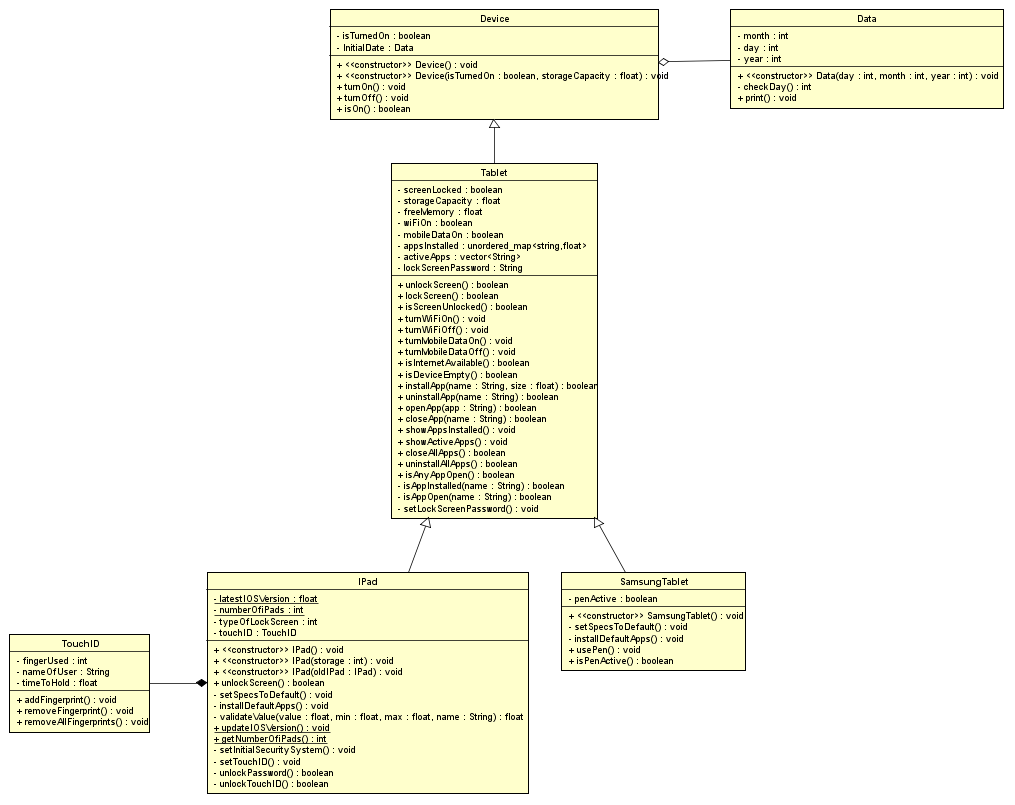 Device
- isTurnedOn : boolean
- InitialDate : Data
+ <<constructor>> Device() : void
+ <<constructor>> Device(isTurnedOn : boolean, storageCapacity : float) : void
+ turnOn() : void
+ turnOff() : void
+ isOn() : boolean
Data
- month : int
- day : int
- year : int
+ <<constructor>> Data(day : int, month : int, year : int) : void
- checkDay() : int
+ print() : void
Tablet
- screenLocked : boolean
- storageCapacity : float
- freeMemory : float
- wiFiOn : boolean
- mobileDataOn : boolean
- appsInstalled : unordered_map<string,float>
- activeApps : vector<String>
- lockScreenPassword : String
+ unlockScreen() : boolean
+ lockScreen() : boolean
+ isScreenUnlocked() : boolean
+ turnWiFiOn() : void
+ turnWiFiOff() : void
+ turnMobileDataOn() : void
+ turnMobileDataOff() : void
+ isInternetAvailable() : boolean
+ isDeviceEmpty() : boolean
+ installApp(name : String, size : float) : boolean
+ uninstallApp(name : String) : boolean
+ openApp(app : String) : boolean
+ closeApp(name : String) : boolean
+ showAppsInstalled() : void
+ showActiveApps() : void
+ closeAllApps() : boolean
+ uninstallAllApps() : boolean
+ isAnyAppOpen() : boolean
- isAppInstalled(name : String) : boolean
- isAppOpen(name : String) : boolean
- setLockScreenPassword() : void
TouchID
- fingerUsed : int
- nameOfUser : String
- timeToHold : float
+ addFingerprint() : void
+ removeFingerprint() : void
+ removeAllFingerprints() : void
IPad
- latestIOSVersion : float
- numberOfiPads : int
- typeOfLockScreen : int
- touchID : TouchID
+ <<constructor>> IPad() : void
+ <<constructor>> IPad(storage : int) : void
+ <<constructor>> IPad(oldIPad : IPad) : void
+ unlockScreen() : boolean
- setSpecsToDefault() : void
- installDefaultApps() : void
- validateValue(value : float, min : float, max : float, name : String) : float
+ updateIOSVersion() : void
+ getNumberOfiPads() : int
- setInitialSecuritySystem() : void
- setTouchID() : void
- unlockPassword() : boolean
- unlockTouchID() : boolean
SamsungTablet
- penActive : boolean
+ <<constructor>> SamsungTablet() : void
- setSpecsToDefault() : void
- installDefaultApps() : void
+ usePen() : void
+ isPenActive() : boolean